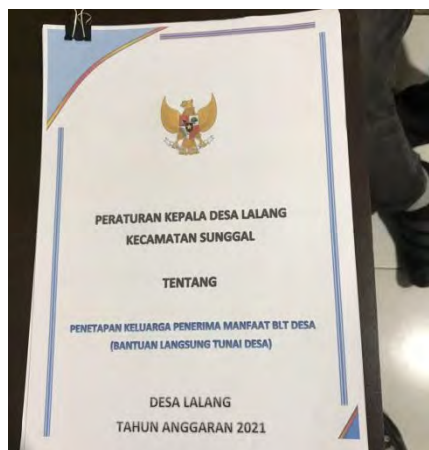 PERATURAN KEPALA DESA LALANG
KECAMATAN SUNGGAL
TENTANG
PENETAPAN KELUARGA PENERIMA MANFAAT BLT DESA
(BANTUAN LANGSUNG TUNAI DESA)
DESA LALANG
TAHUN ANGGARAN 2021